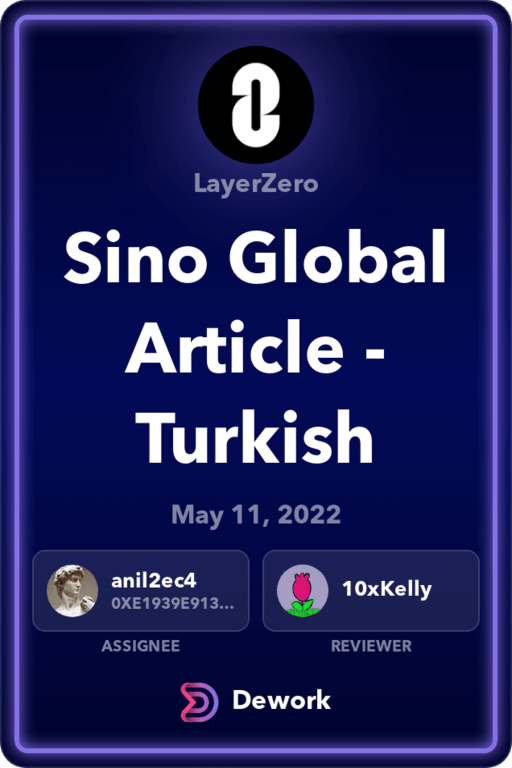 LayerZero
Sino Global
Article -
Turkish
May 11, 2022
anil2ec4
0XE1939E913...
10xKelly
ASSIGNEE
REVIEWER
Dework